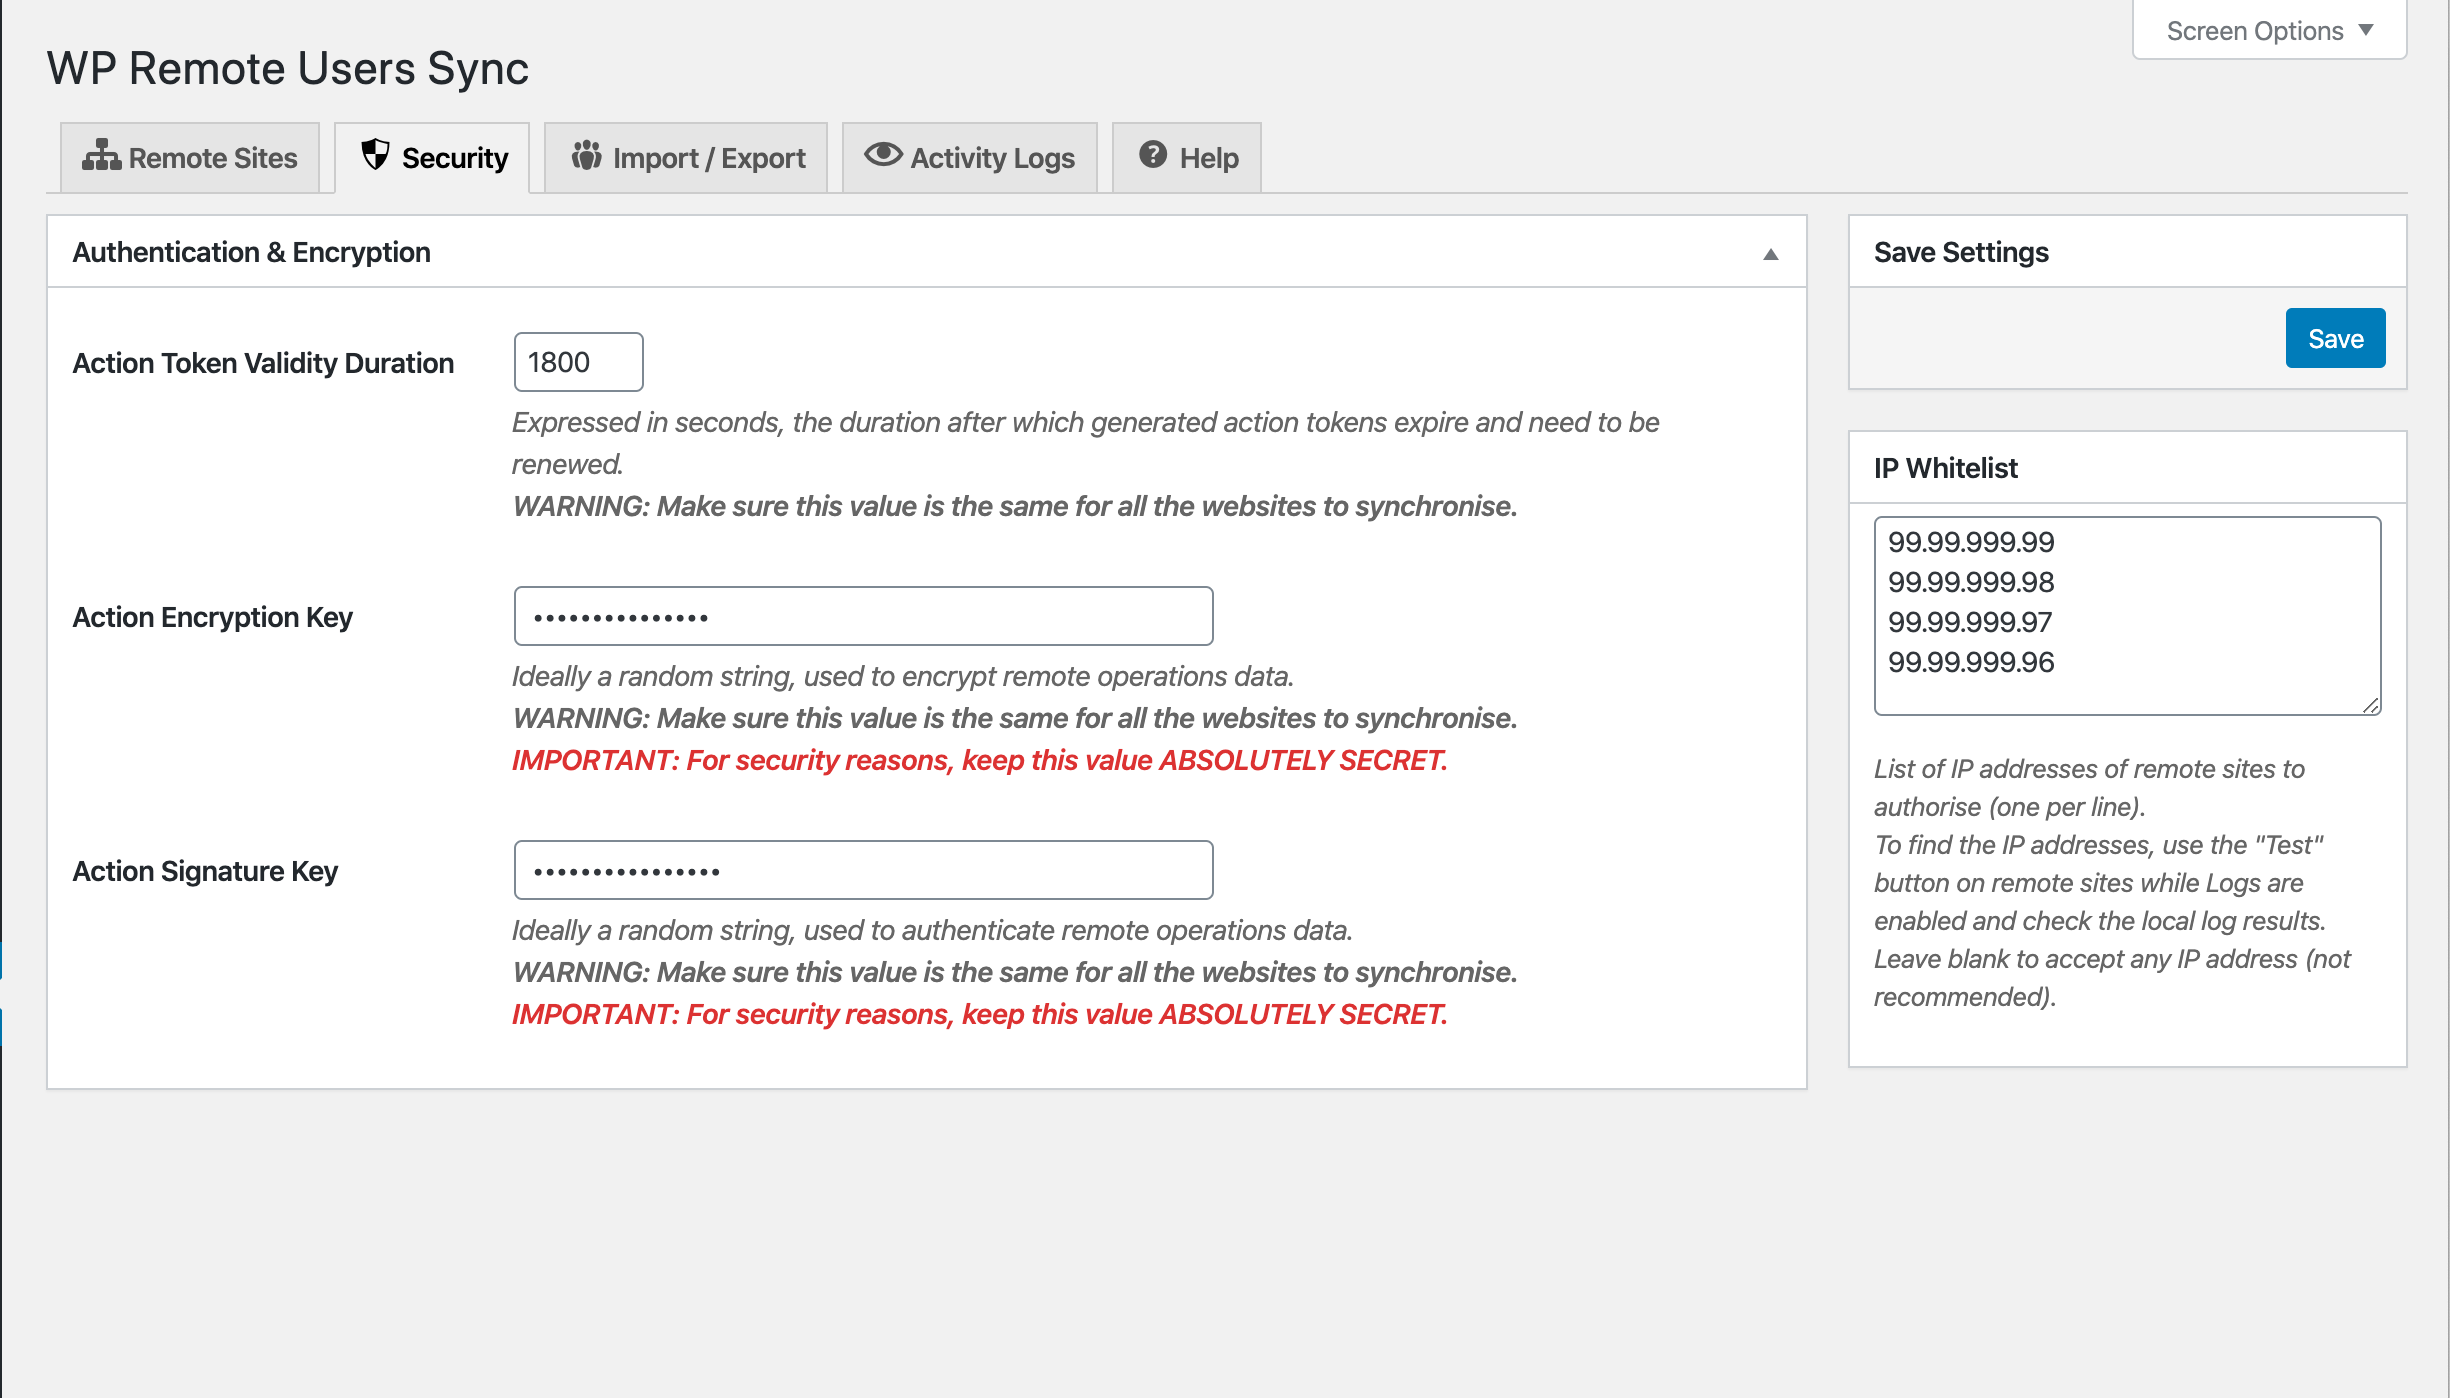 Screen Options
WP Remote Users Sync
Remote Sites
Security
Import / Export
Activity Logs
Help
Authentication & Encryption
Action Token Validity Duration
1800
Expressed in seconds, the duration after which generated action tokens expire and need to be
renewed.
WARNING: Make sure this value is the same for all the websites to synchronise.
Action Encryption Key
•••••••••••••••
Ideally a random string, used to encrypt remote operations data.
WARNING: Make sure this value is the same for all the websites to synchronise.
IMPORTANT: For security reasons, keep this value ABSOLUTELY SECRET.
Action Signature Key
••••••••••••••••
Ideally a random string, used to authenticate remote operations data.
WARNING: Make sure this value is the same for all the websites to synchronise.
IMPORTANT: For security reasons, keep this value ABSOLUTELY SECRET.
Save Settings
Save
IP Whitelist
99.99.999.99
99.99.999.98
99.99.999.97
99.99.999.96
List of IP addresses of remote sites to
authorise (one per line).
To find the IP addresses, use the "Test"
button on remote sites while Logs are
enabled and check the local log results.
Leave blank to accept any IP address (not
recommended).